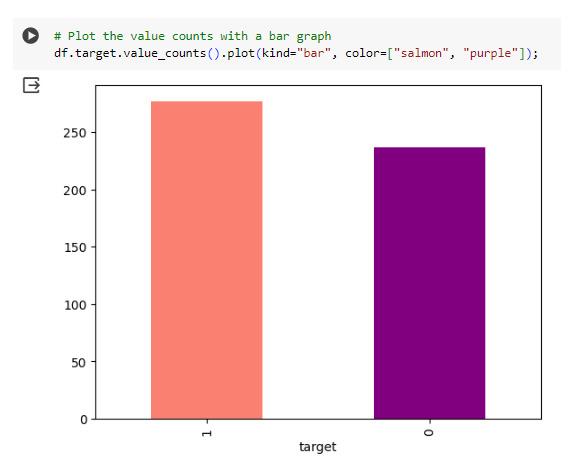 # Plot the value counts with a bar graph
df.target.value_counts().plot(kind="bar", color=["salmon", "purple"]);
250
200
150
100
50
0
1
0
target